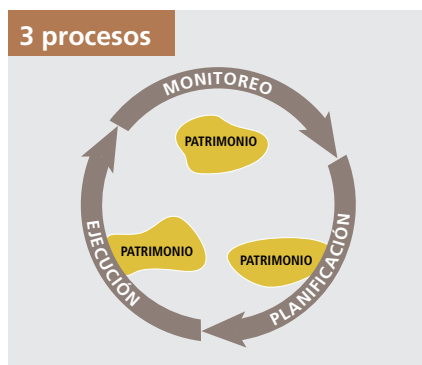 3 procesos
MONITOREO
PATRIMONIO
PATRIMONIO
PATRIMONIO
EJECUCIÓN
PLANIFICACIÓN